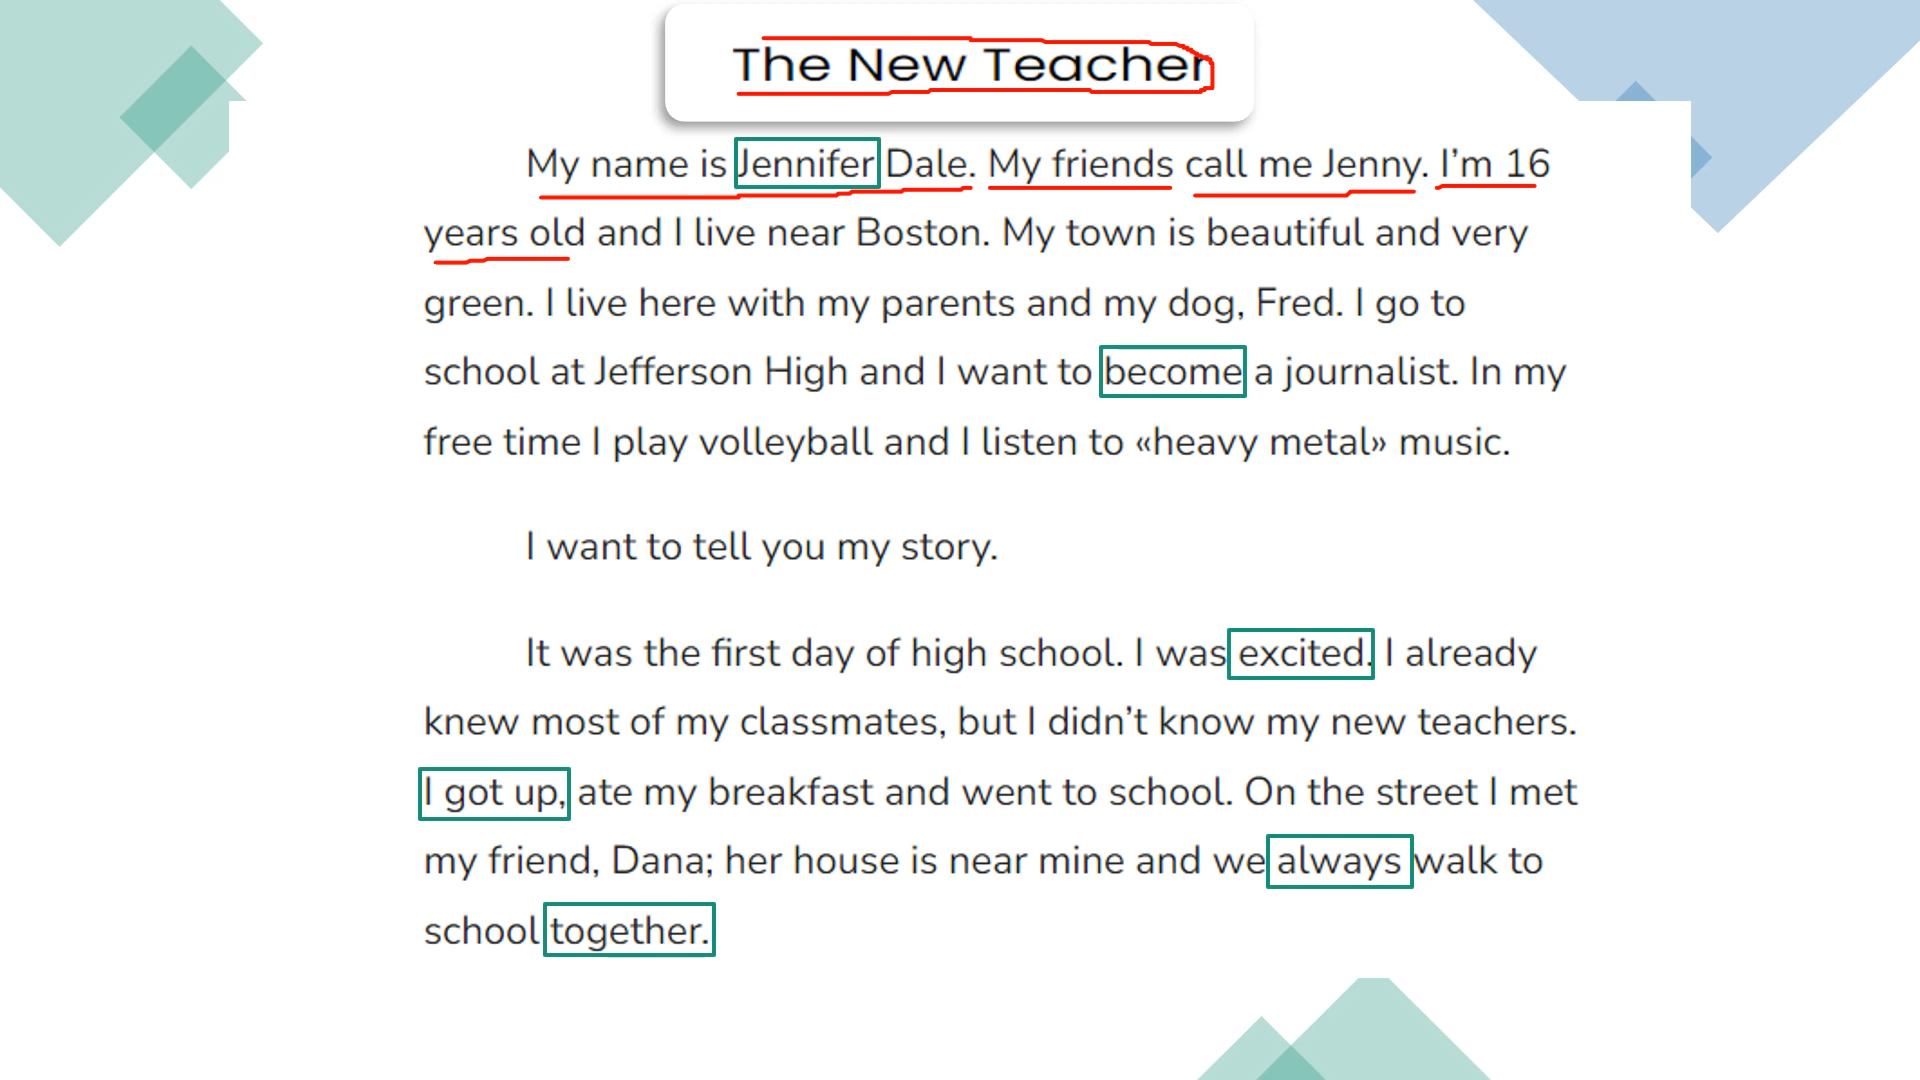 The New Teacher
My name is Jennifer Dale. My friends call me Jenny. I’m 16
years old and I live near Boston. My town is beautiful and very
green. I live here with my parents and my dog, Fred. I go to
school at Jefferson High and I want to become a journalist. In my
free time I play volleyball and I listen to «heavy metal» music.
I want to tell you my story.
It was the first day of high school. I was excited. I already
knew most of my classmates, but I didn’t know my new teachers.
I got up, ate my breakfast and went to school. On the street I met
my friend, Dana; her house is near mine and we always walk to
school together.